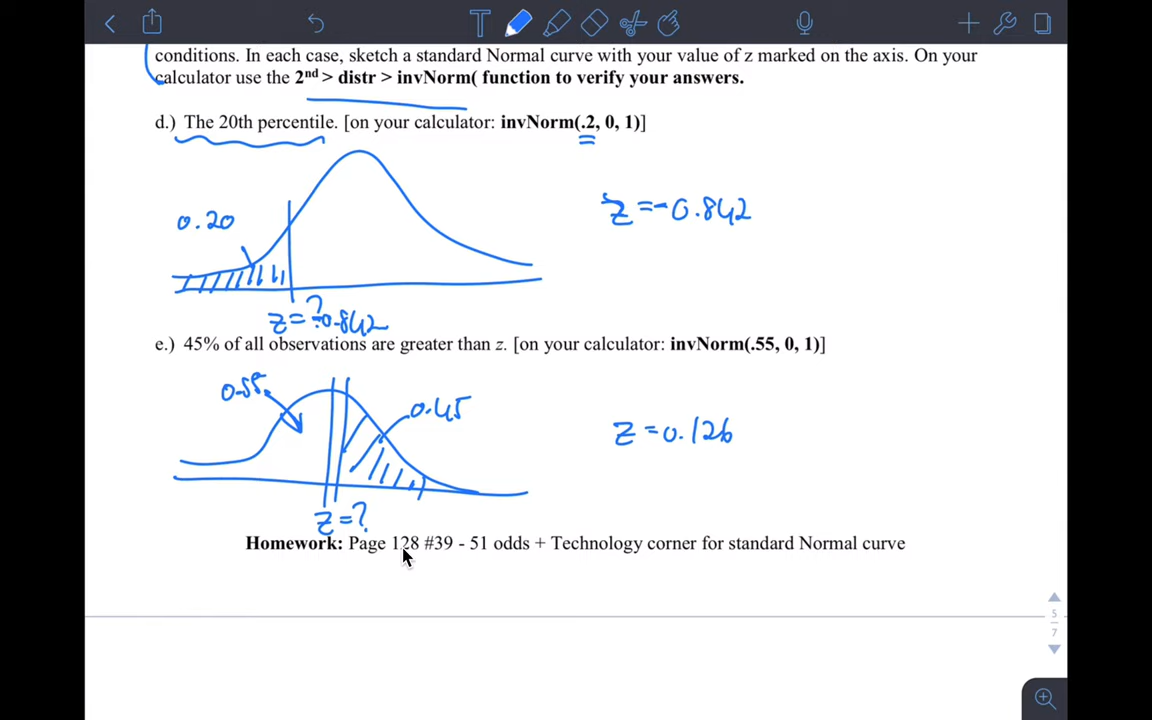 conditions. In each case, sketch a standard Normal curve with your value of z marked on the axis. On your
calculator use the 2nd > distr > invNorm( function to verify your answers.
d.) The 20th percentile. [on your calculator: invNorm(.2, 0, 1)]
0.20
z = -0.842
z = ? -0.842
e.) 45% of all observations are greater than z. [on your calculator: invNorm(.55, 0, 1)]
0.55
0.45
z = 0.126
z = ?
Homework: Page 128 #39 - 51 odds + Technology corner for standard Normal curve
5
7